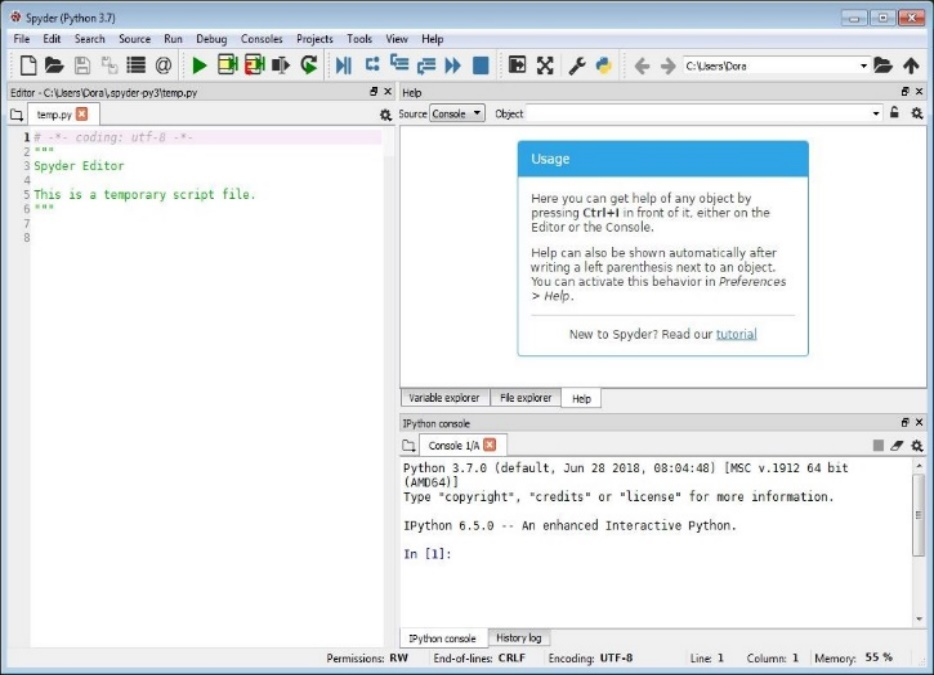 Spyder (Python 3.7)
File Edit Search Source Run Debug Consoles Projects Tools View Help
@ C:\Users\Dora
Editor - C:\Users\Dora\.spyder-py3\temp.py
temp.py
1 # -*- coding: utf-8 -*-
2 """
3 Spyder Editor
4
5 This is a temporary script file.
6 """
7
8
Help
Source Console Object
Usage
Here you can get help of any object by
pressing Ctrl+I in front of it, either on the
Editor or the Console.
Help can also be shown automatically after
writing a left parenthesis next to an object.
You can activate this behavior in Preferences
> Help.
New to Spyder? Read our tutorial
Variable explorer File explorer Help
IPython console
Console 1/A
Python 3.7.0 (default, Jun 28 2018, 08:04:48) [MSC v.1912 64 bit
(AMD64)]
Type "copyright", "credits" or "license" for more information.
IPython 6.5.0 -- An enhanced Interactive Python.
In [1]:
IPython console History log
Permissions: RW End-of-lines: CRLF Encoding: UTF-8 Line: 1 Column: 1 Memory: 55 %